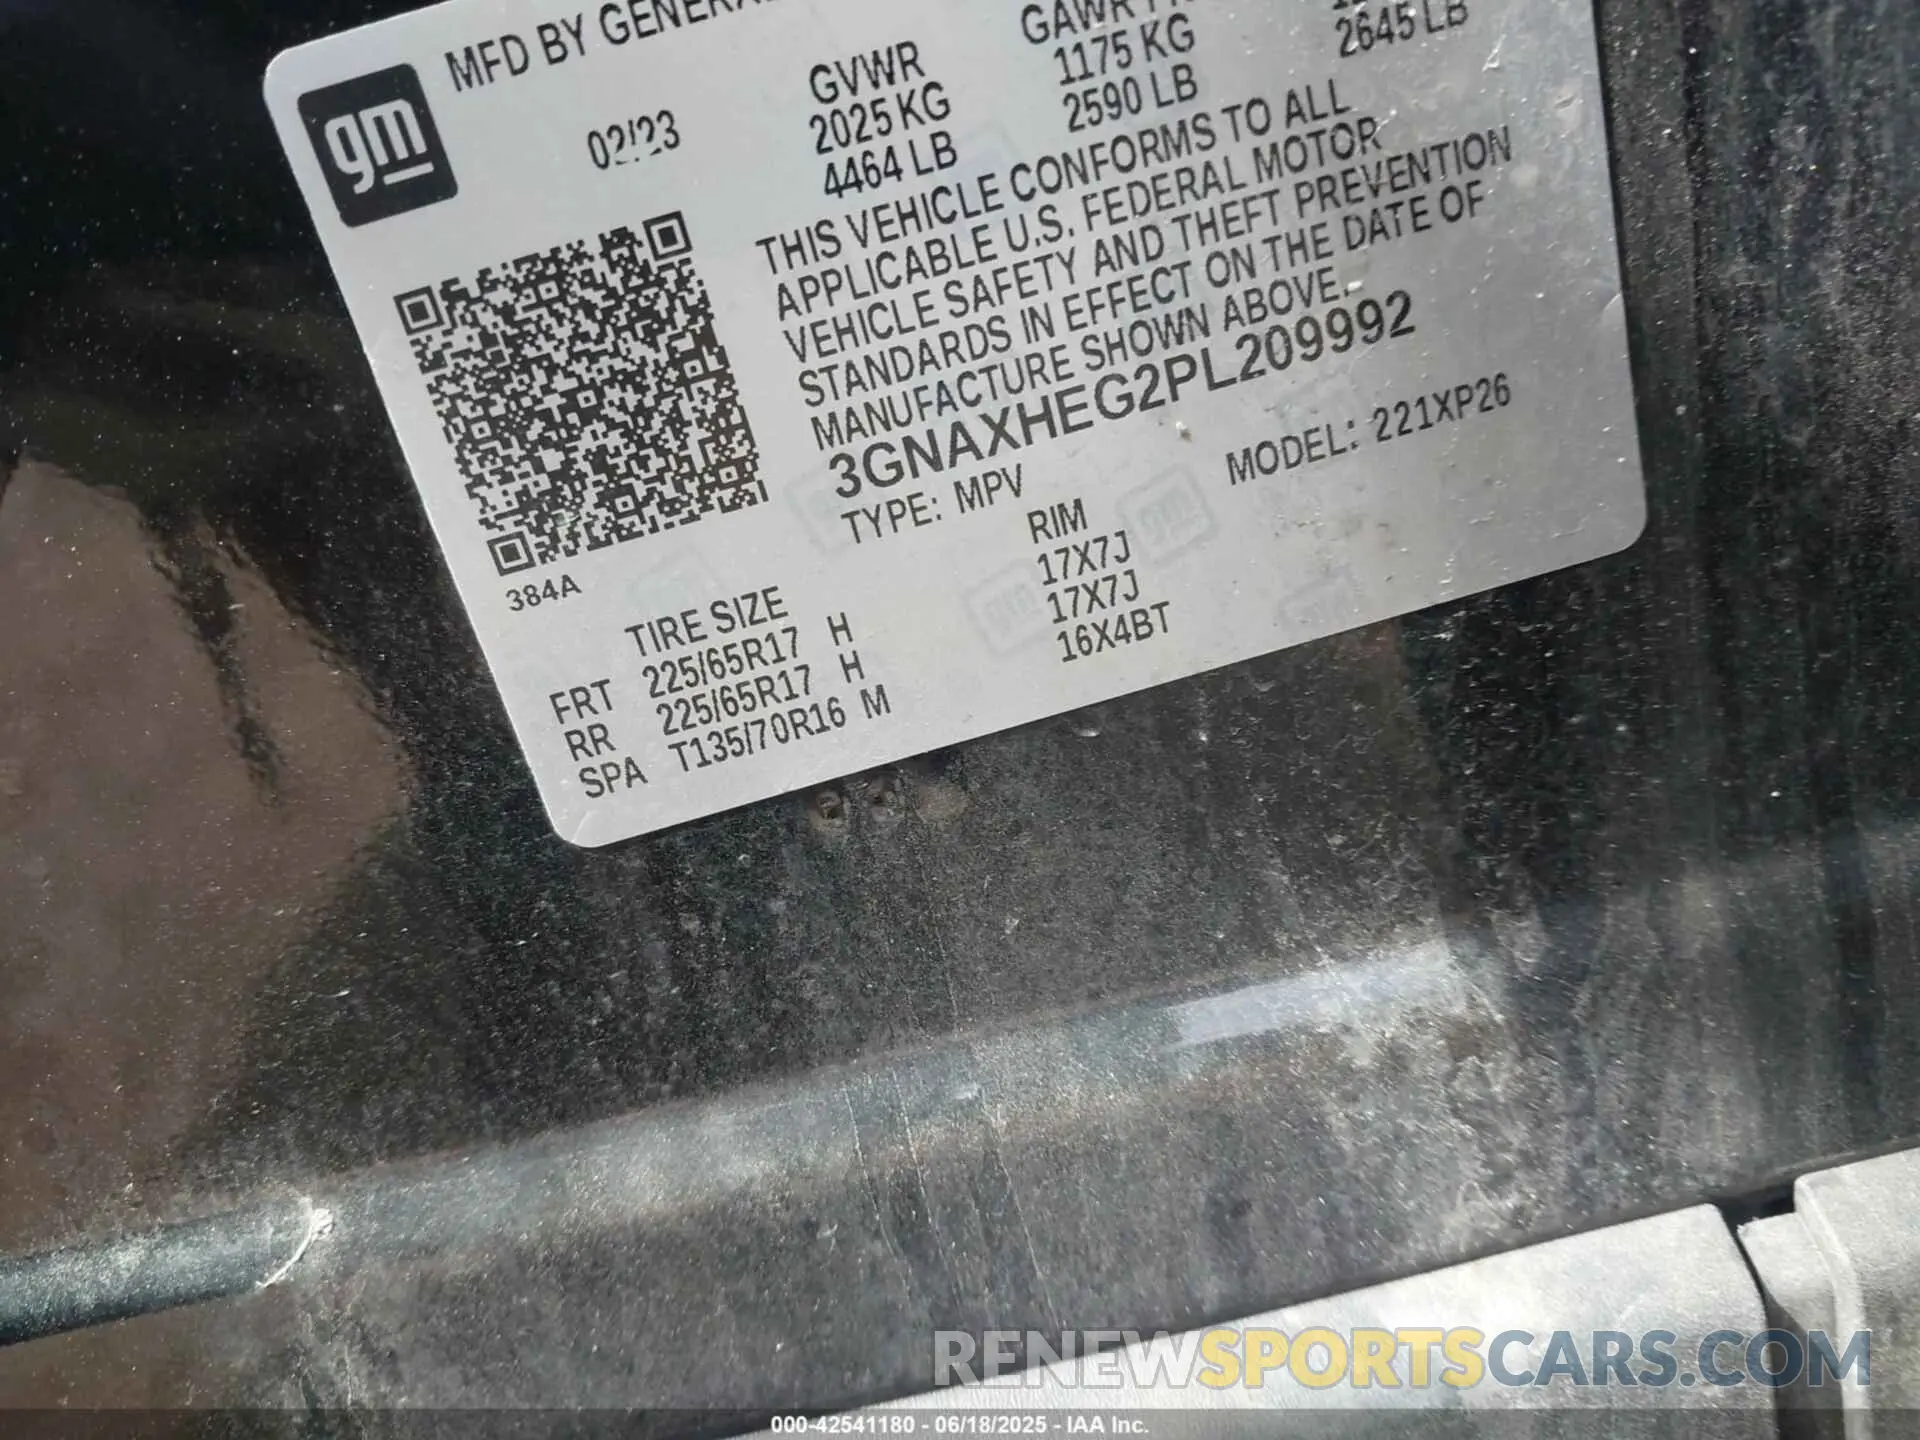 gm
MFD BY GENERAL
02/23
GVWR
2025 KG
4464 LB
1175 KG
2590 LB
2645 LB
THIS VEHICLE CONFORMS TO ALL
APPLICABLE U.S. FEDERAL MOTOR
VEHICLE SAFETY AND THEFT PREVENTION
STANDARDS IN EFFECT ON THE DATE OF
MANUFACTURE SHOWN ABOVE.
3GNAXHEG2PL209992
TYPE: MPV MODEL: 221XP26
384A
TIRE SIZE RIM
FRT 225/65R17 H 17X7J
RR 225/65R17 H 17X7J
SPA T135/70R16 M 16X4BT
RENEWSPORTSCARS.COM
000-42541180 - 06/18/2025 - IAA Inc.